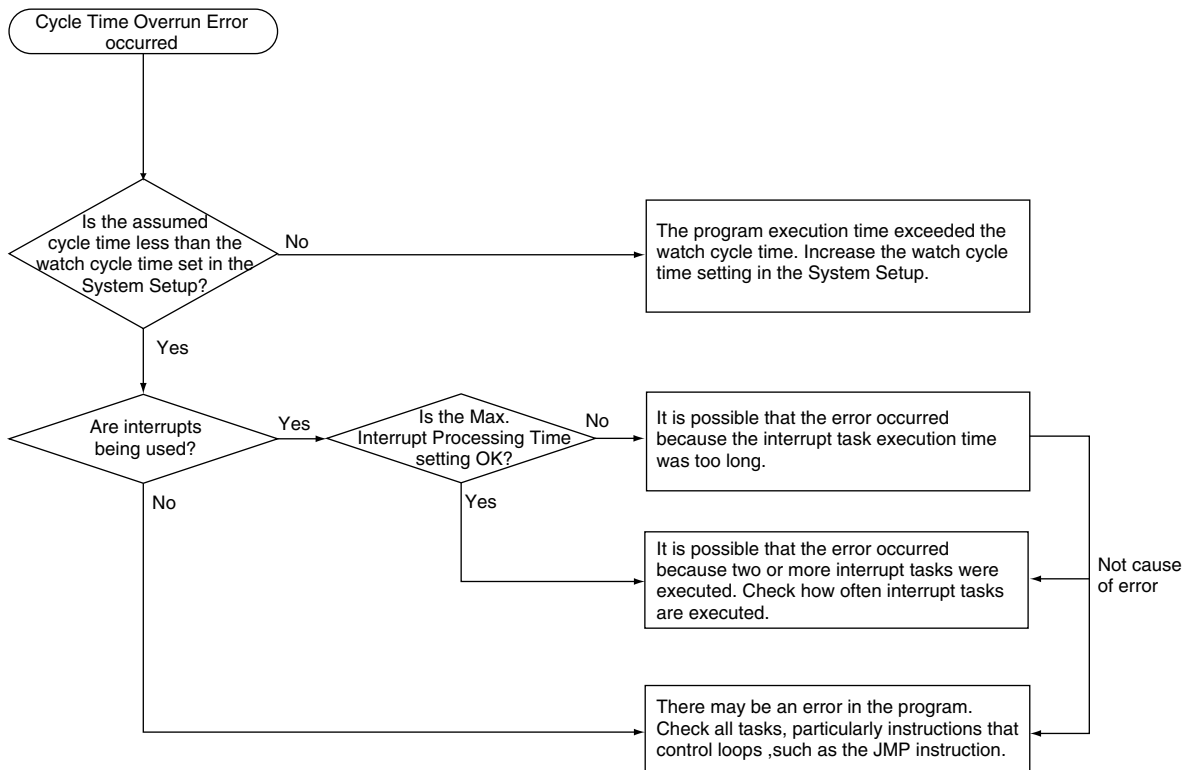 Cycle Time Overrun Error
occurred
Is the assumed
cycle time less than the
watch cycle time set in the
System Setup?
No
The program execution time exceeded the
watch cycle time. Increase the watch cycle
time setting in the System Setup.
Yes
Are interrupts
being used?
Yes
Is the Max.
Interrupt Processing Time
setting OK?
No
It is possible that the error occurred
because the interrupt task execution time
was too long.
No
Yes
It is possible that the error occurred
because two or more interrupt tasks were
executed. Check how often interrupt tasks
are executed.
Not cause
of error
There may be an error in the program.
Check all tasks, particularly instructions that
control loops ,such as the JMP instruction.